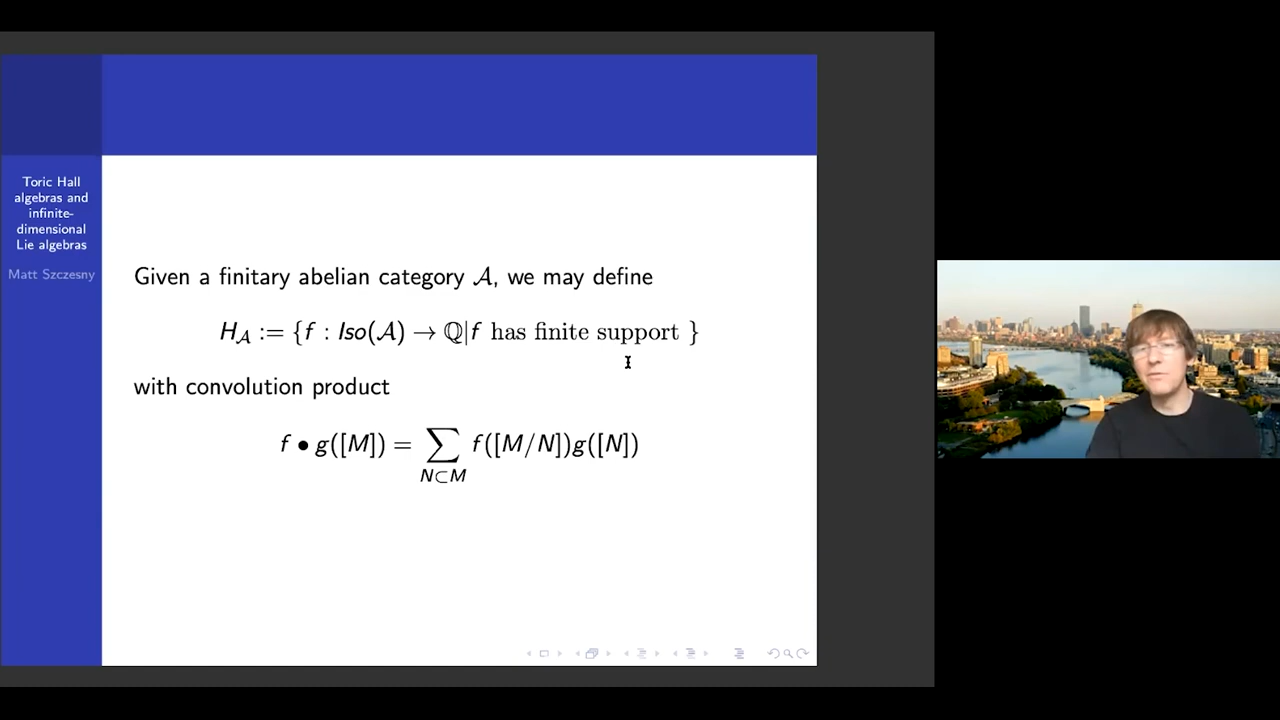 Toric Hall
algebras and
infinite-
dimensional
Lie algebras
Matt Szczesny
Given a finitary abelian category 𝒜, we may define
H_𝒜 := {f : Iso(𝒜) → ℚ|f has finite support }
with convolution product
f • g([M]) = ∑_{N⊂M} f([M/N])g([N])